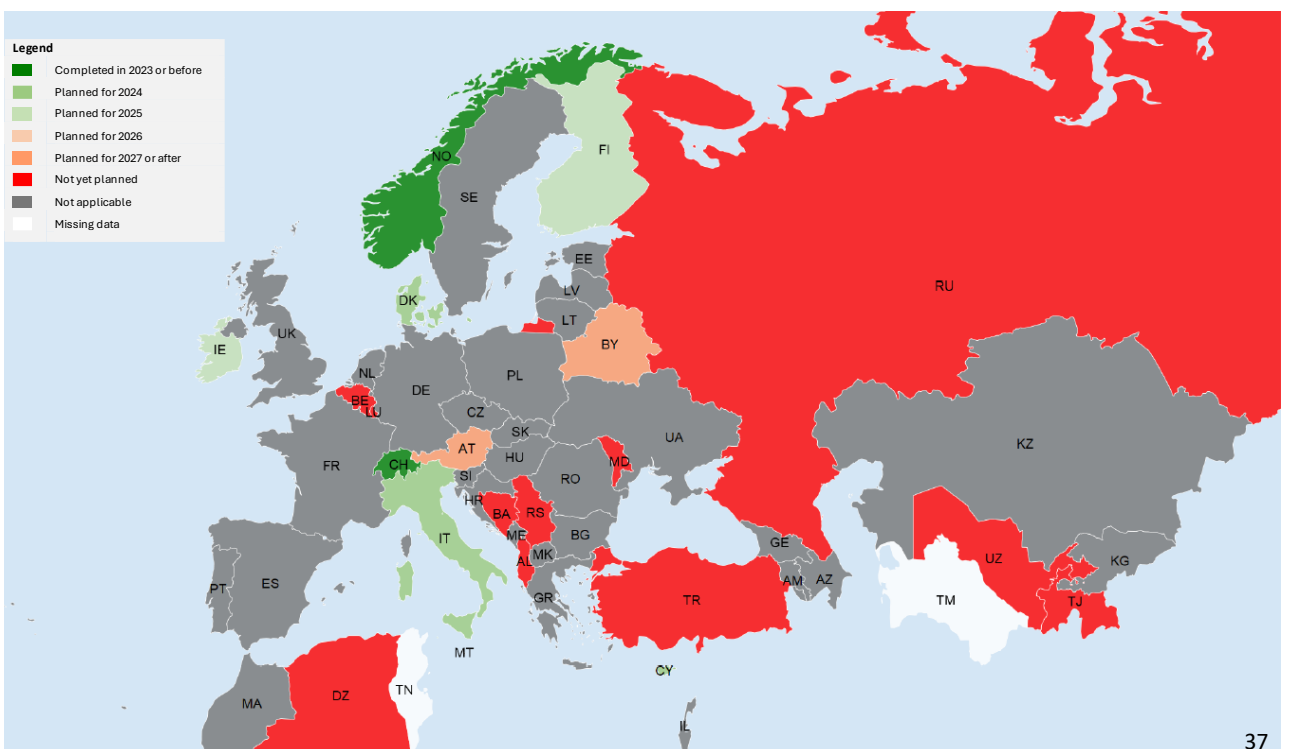 Legend
Completed in 2023 or before
Planned for 2024
Planned for 2025
Planned for 2026
Planned for 2027 or after
Not yet planned
Not applicable
Missing data
NO
FI
SE
EE
RU
LV
DK
LT
UK
BY
IE
NL
PL
DE
BE
LU
CZ
SK
UA
KZ
AT
HU
MD
FR
CH
SI
RO
HR
BA
RS
ME
BG
IT
GE
MK
AL
UZ
KG
AM
AZ
PT
ES
GR
TR
TM
TJ
MT
CY
TN
DZ
MA
IL
37